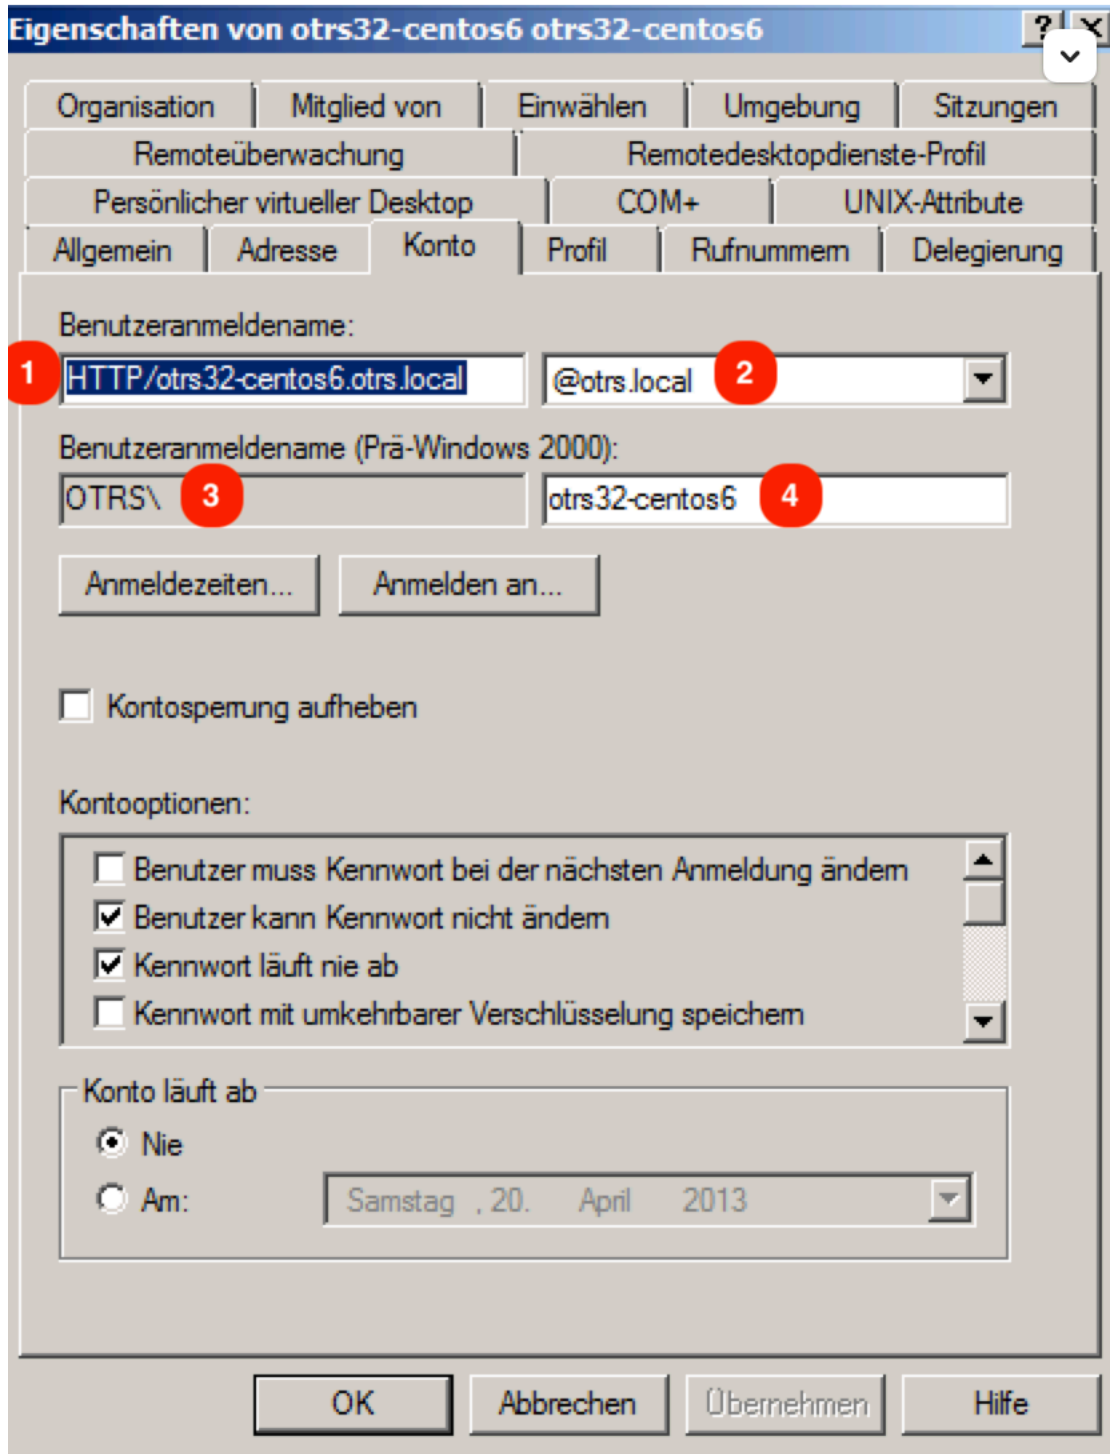 Eigenschaften von otrs32-centos6 otrs32-centos6
Organisation Mitglied von Einwählen Umgebung Sitzungen
Remoteüberwachung Remotedesktopdienste-Profil
Persönlicher virtueller Desktop COM+ UNIX-Attribute
Allgemein Adresse Konto Profil Rufnummern Delegierung
Benutzeranmeldename:
1 HTTP/otrs32-centos6.otrs.local @otrs.local 2
Benutzeranmeldename (Prä-Windows 2000):
OTRS\ 3 otrs32-centos6 4
Anmeldezeiten... Anmelden an...
Kontosperrung aufheben
Kontooptionen:
Benutzer muss Kennwort bei der nächsten Anmeldung ändern
Benutzer kann Kennwort nicht ändern
Kennwort läuft nie ab
Kennwort mit umkehrbarer Verschlüsselung speichern
Konto läuft ab
Nie
Am: Samstag , 20. April 2013
OK Abbrechen Übernehmen Hilfe